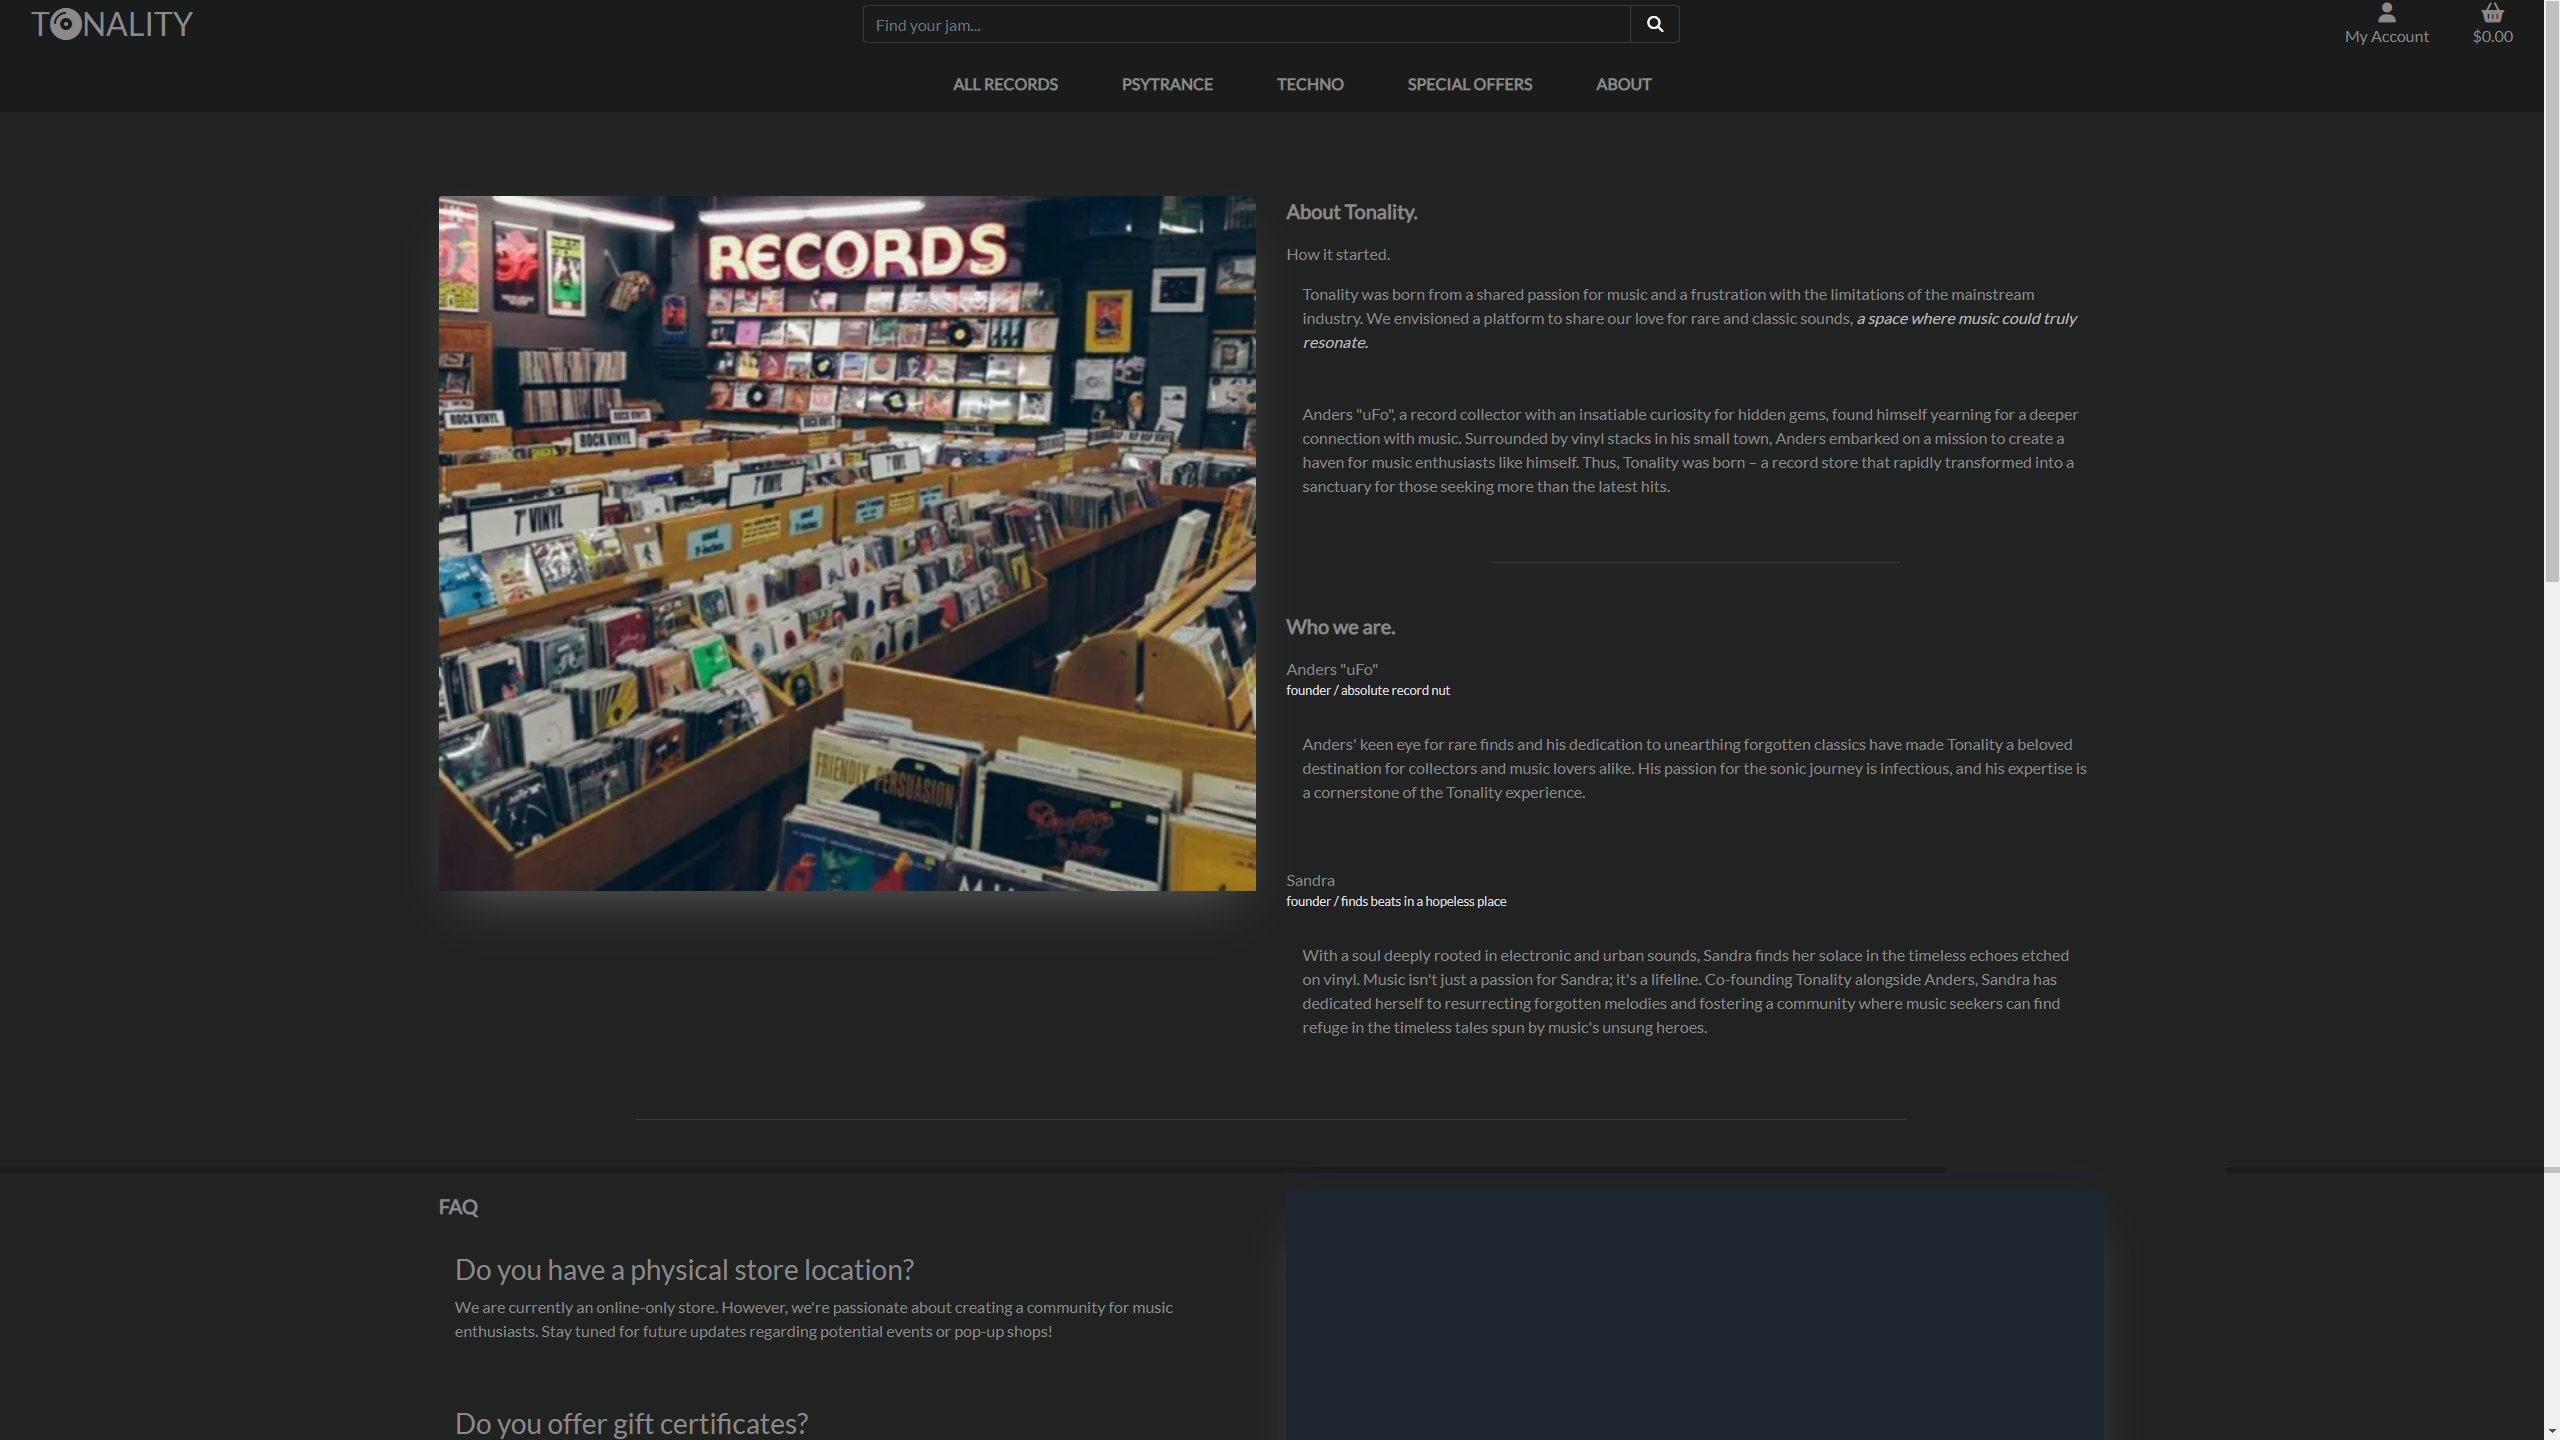 TONALITY
Find your jam...
My Account
$0.00
ALL RECORDS
PSYTRANCE
TECHNO
SPECIAL OFFERS
ABOUT
RECORDS
ROCK VINYL
ROCK VINYL
ROCK VINYL
7" VINYL
7" VINYL
7" VINYL
FRIENDLY PERSUASION
About Tonality.
How it started.
Tonality was born from a shared passion for music and a frustration with the limitations of the mainstream
industry. We envisioned a platform to share our love for rare and classic sounds, a space where music could truly
resonate.
Anders "uFo", a record collector with an insatiable curiosity for hidden gems, found himself yearning for a deeper
connection with music. Surrounded by vinyl stacks in his small town, Anders embarked on a mission to create a
haven for music enthusiasts like himself. Thus, Tonality was born – a record store that rapidly transformed into a
sanctuary for those seeking more than the latest hits.
Who we are.
Anders "uFo"
founder / absolute record nut
Anders' keen eye for rare finds and his dedication to unearthing forgotten classics have made Tonality a beloved
destination for collectors and music lovers alike. His passion for the sonic journey is infectious, and his expertise is
a cornerstone of the Tonality experience.
Sandra
founder / finds beats in a hopeless place
With a soul deeply rooted in electronic and urban sounds, Sandra finds her solace in the timeless echoes etched
on vinyl. Music isn't just a passion for Sandra; it's a lifeline. Co-founding Tonality alongside Anders, Sandra has
dedicated herself to resurrecting forgotten melodies and fostering a community where music seekers can find
refuge in the timeless tales spun by music's unsung heroes.
FAQ
Do you have a physical store location?
We are currently an online-only store. However, we're passionate about creating a community for music
enthusiasts. Stay tuned for future updates regarding potential events or pop-up shops!
Do you offer gift certificates?